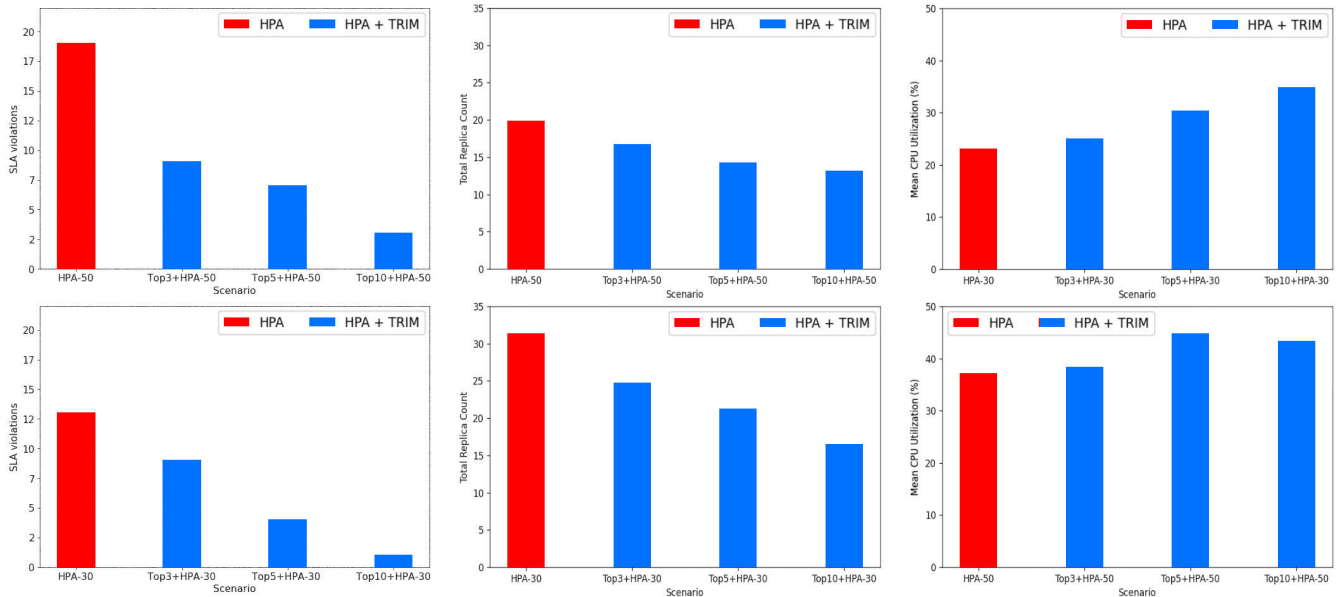 HPA HPA + TRIM
SLA violations
20
17
15
12
10
7
5
2
0
HPA-50 Top3+HPA-50 Top5+HPA-50 Top10+HPA-50
Scenario
HPA HPA + TRIM
Total Replica Count
35
30
25
20
15
10
5
0
HPA-50 Top3+HPA-50 Top5+HPA-50 Top10+HPA-50
Scenario
HPA HPA + TRIM
Mean CPU Utilization (%)
50
40
30
20
10
0
HPA-30 Top3+HPA-30 Top5+HPA-30 Top10+HPA-30
Scenario
HPA HPA + TRIM
SLA violations
20
17
15
12
10
7
5
2
0
HPA-30 Top3+HPA-30 Top5+HPA-30 Top10+HPA-30
Scenario
HPA HPA + TRIM
Total Replica Count
35
30
25
20
15
10
5
0
HPA-30 Top3+HPA-30 Top5+HPA-30 Top10+HPA-30
Scenario
HPA HPA + TRIM
Mean CPU Utilization (%)
50
40
30
20
10
0
HPA-50 Top3+HPA-50 Top5+HPA-50 Top10+HPA-50
Scenario